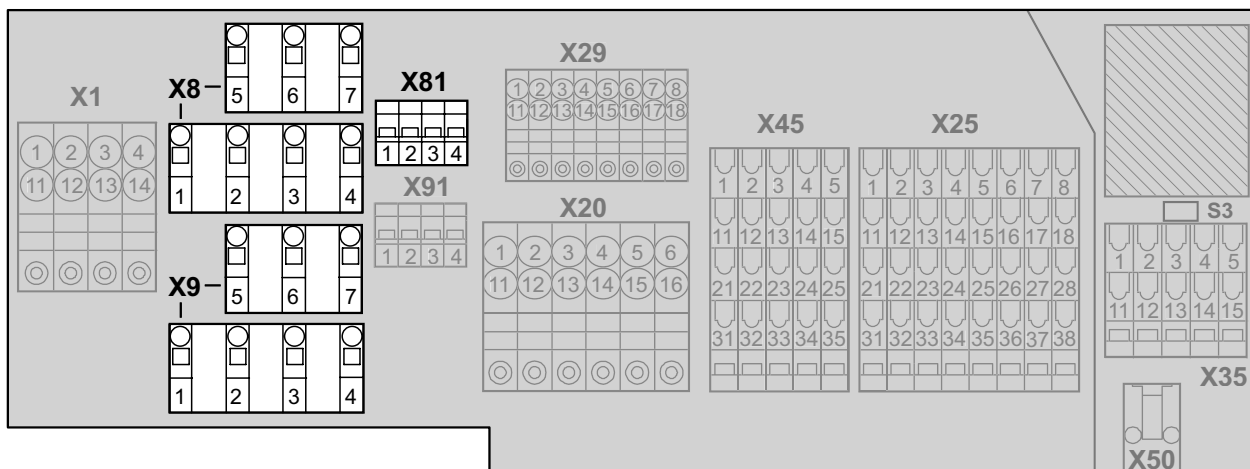 X1
1 2 3 4
11 12 13 14
X8
5 6 7
1 2 3 4
X9
5 6 7
1 2 3 4
X81
1 2 3 4
X91
1 2 3 4
X29
1 2 3 4 5 6 7 8
11 12 13 14 15 16 17 18
X20
1 2 3 4 5 6
11 12 13 14 15 16
X45
1 2 3 4 5
11 12 13 14 15
21 22 23 24 25
31 32 33 34 35
X25
1 2 3 4 5 6 7 8
11 12 13 14 15 16 17 18
21 22 23 24 25 26 27 28
31 32 33 34 35 36 37 38
S3
1 2 3 4 5
11 12 13 14 15
X35
X50